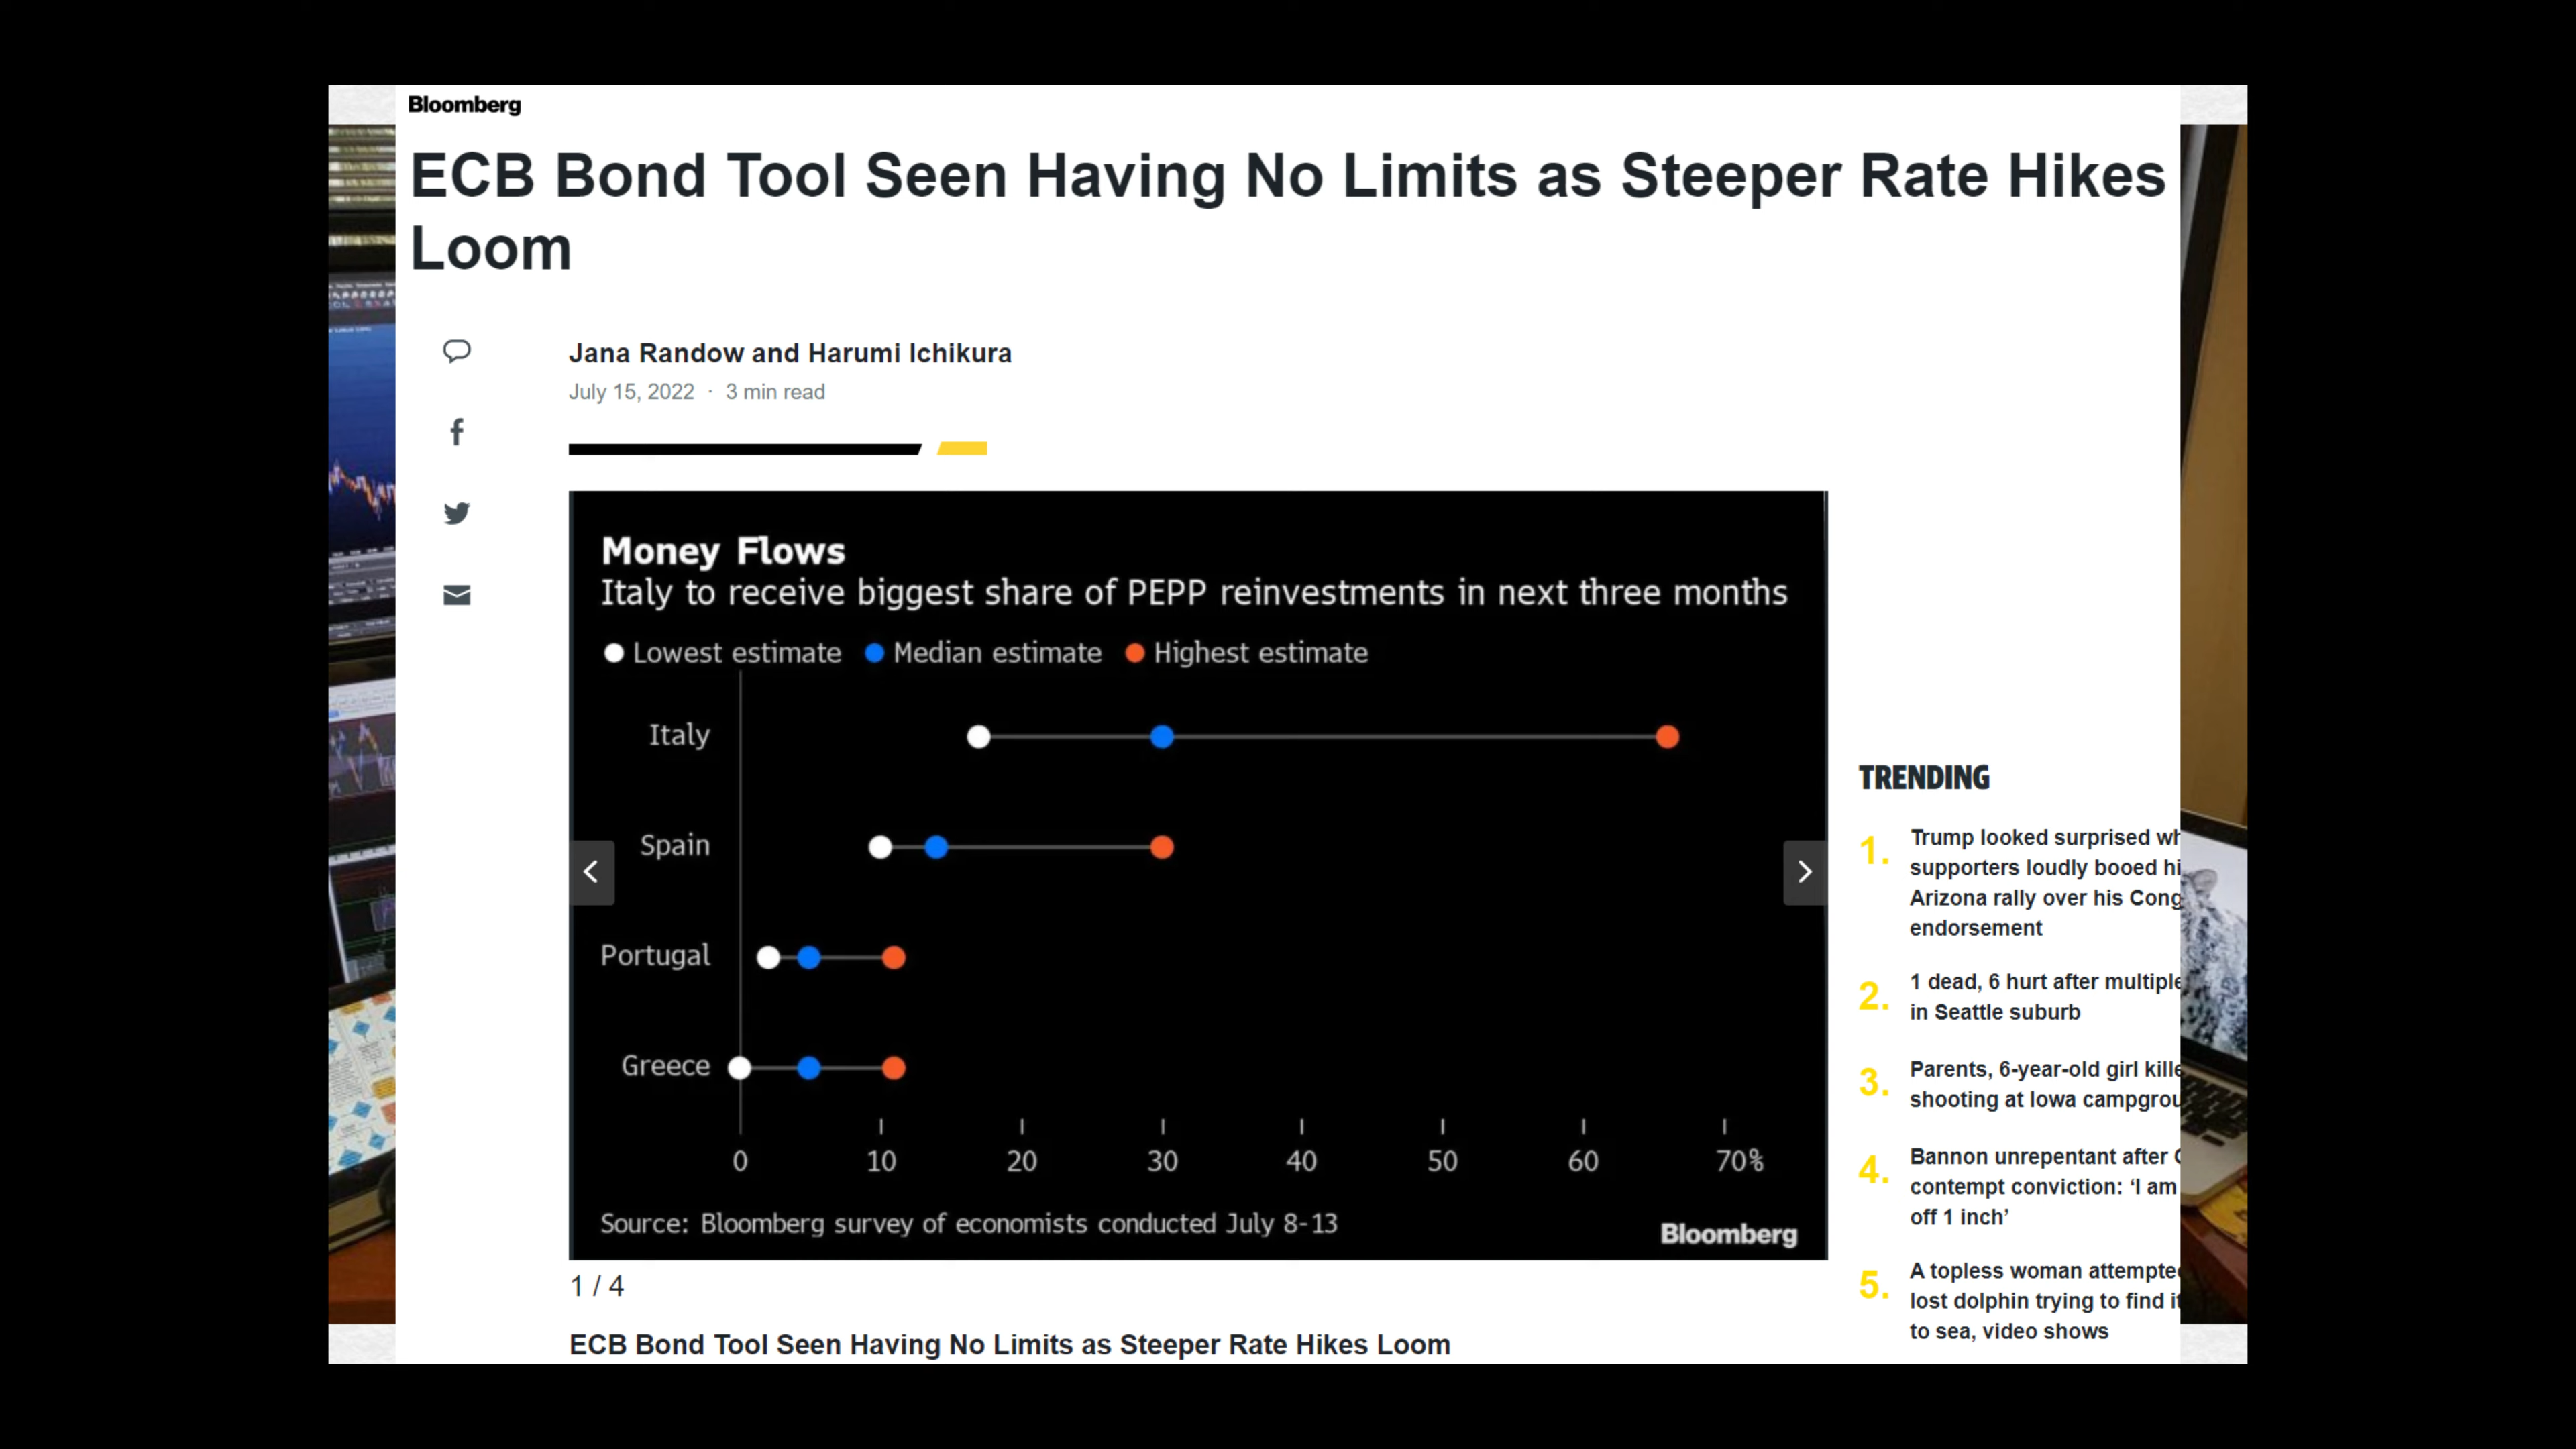 Bloomberg
ECB Bond Tool Seen Having No Limits as Steeper Rate Hikes
Loom
Jana Randow and Harumi Ichikura
July 15, 2022 · 3 min read
Money Flows
Italy to receive biggest share of PEPP reinvestments in next three months
Lowest estimate Median estimate Highest estimate
Italy
Spain
Portugal
Greece
0 10 20 30 40 50 60 70%
Source: Bloomberg survey of economists conducted July 8-13
Bloomberg
1 / 4
ECB Bond Tool Seen Having No Limits as Steeper Rate Hikes Loom
TRENDING
1. Trump looked surprised
supporters loudly booed
Arizona rally over his
endorsement
2. 1 dead, 6 hurt after multiple
in Seattle suburb
3. Parents, 6-year-old girl
shooting at Iowa
4. Bannon unrepentant after
contempt conviction: ‘I am
off 1 inch’
5. A topless woman
lost dolphin trying to find
to sea, video shows